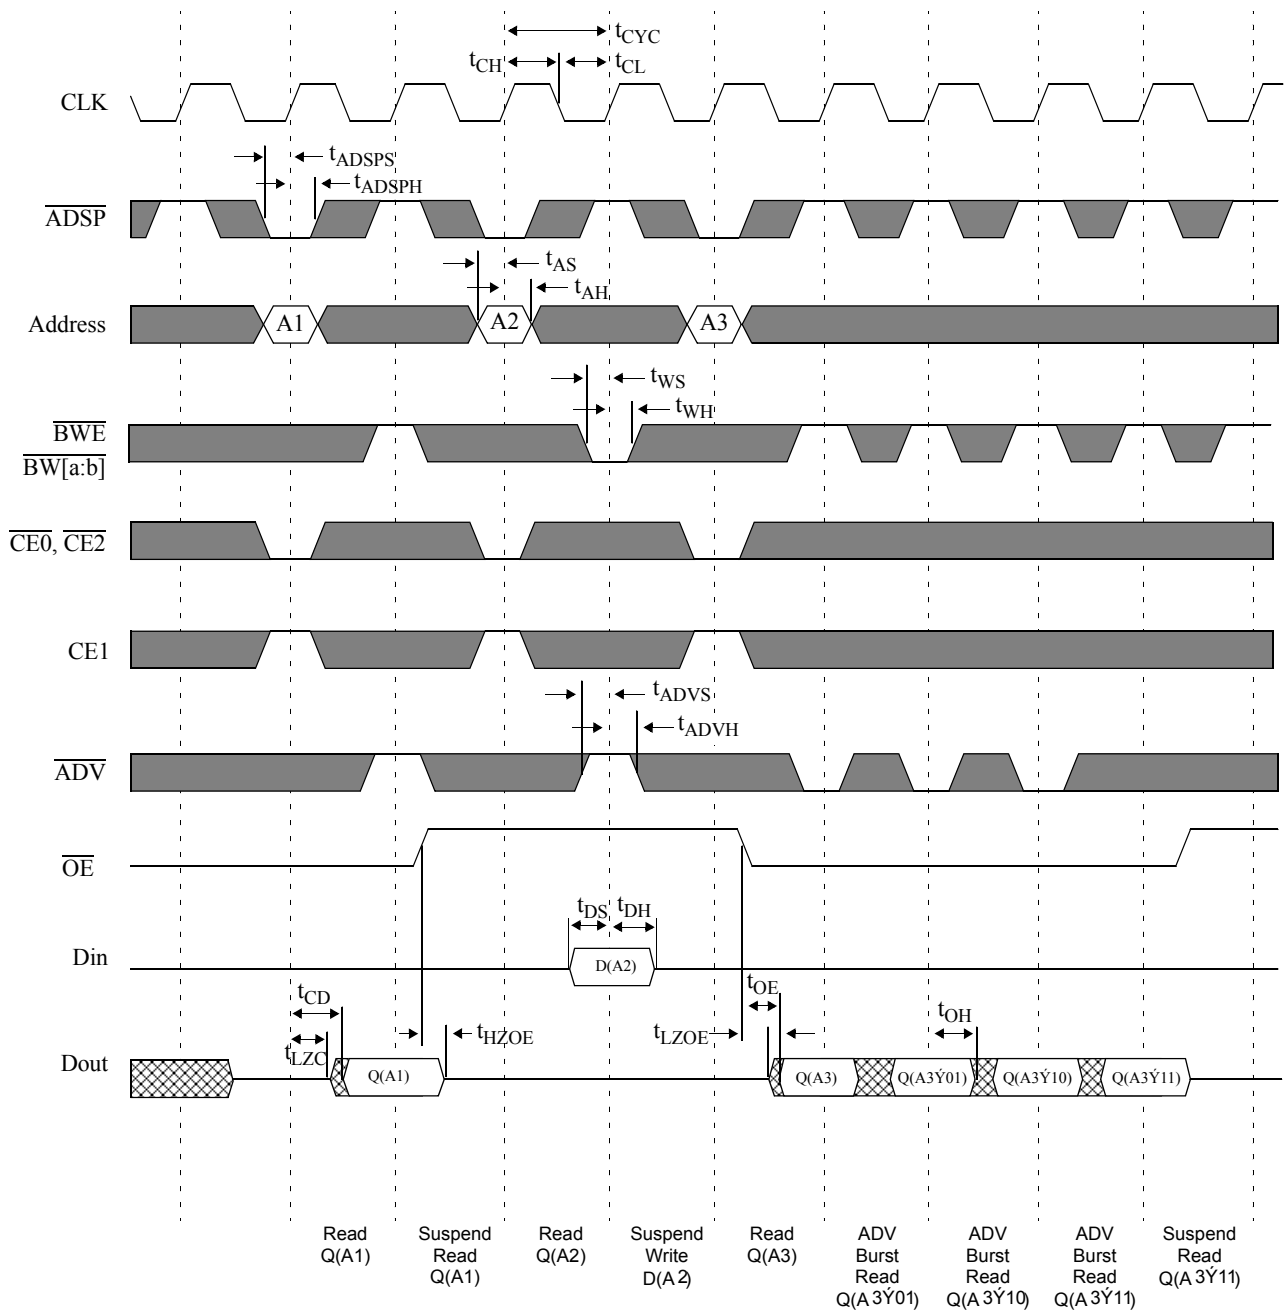 tCYC
tCH
tCL
CLK
tADSPS
tADSPH
ADSP
tAS
tAH
Address
A1
A2
A3
tWS
tWH
BWE
BW[a:b]
CE0, CE2
CE1
tADVS
tADVH
ADV
OE
tDS
tDH
Din
D(A2)
tCD
tOE
tLZC
tHZOE
tLZOE
tOH
Dout
Q(A1)
Q(A3)
Q(A3Ý01)
Q(A3Ý10)
Q(A3Ý11)
Read
Q(A1)
Suspend
Read
Q(A1)
Read
Q(A2)
Suspend
Write
D(A2)
Read
Q(A3)
ADV
Burst
Read
Q(A3Ý01)
ADV
Burst
Read
Q(A3Ý10)
ADV
Burst
Read
Q(A3Ý11)
Suspend
Read
Q(A3Ý11)